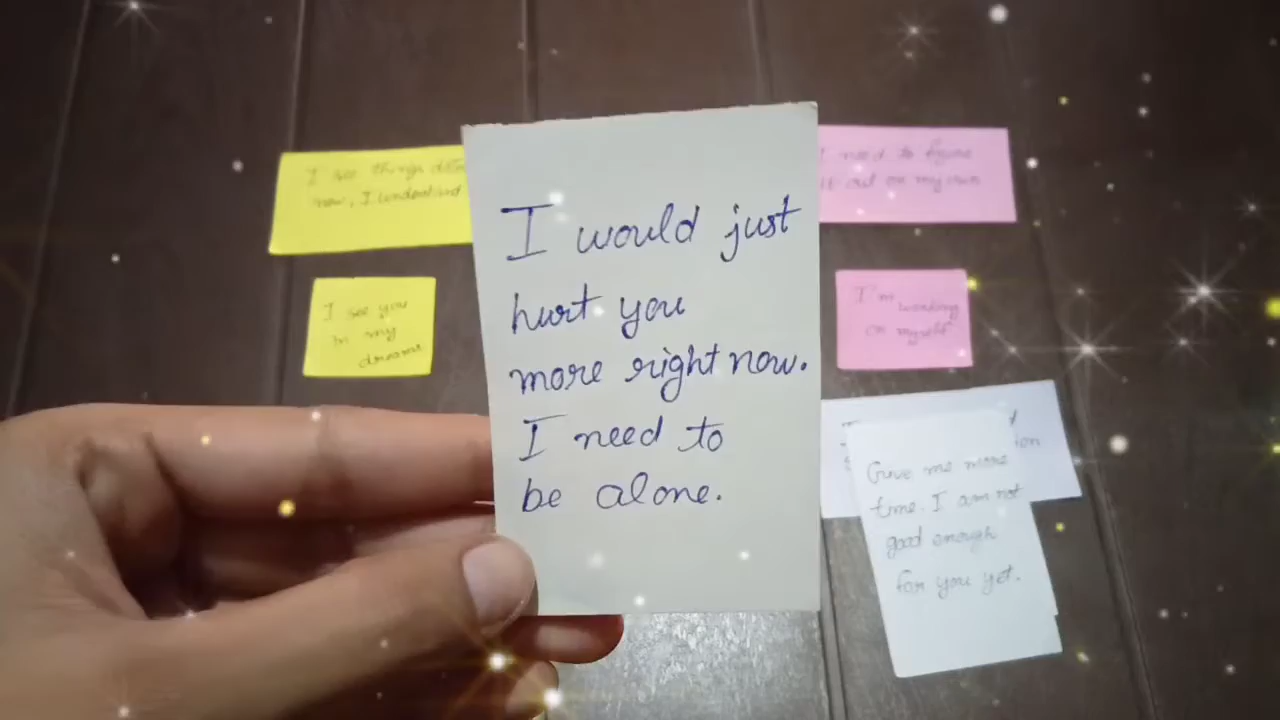 I see things
now, I understand
I need to figure
it out on my own
I would just
hurt you
more right now.
I need to
be alone.
I see you
in my
dreams
I'm working
on myself
Give me more
time. I am not
good enough
for you yet.